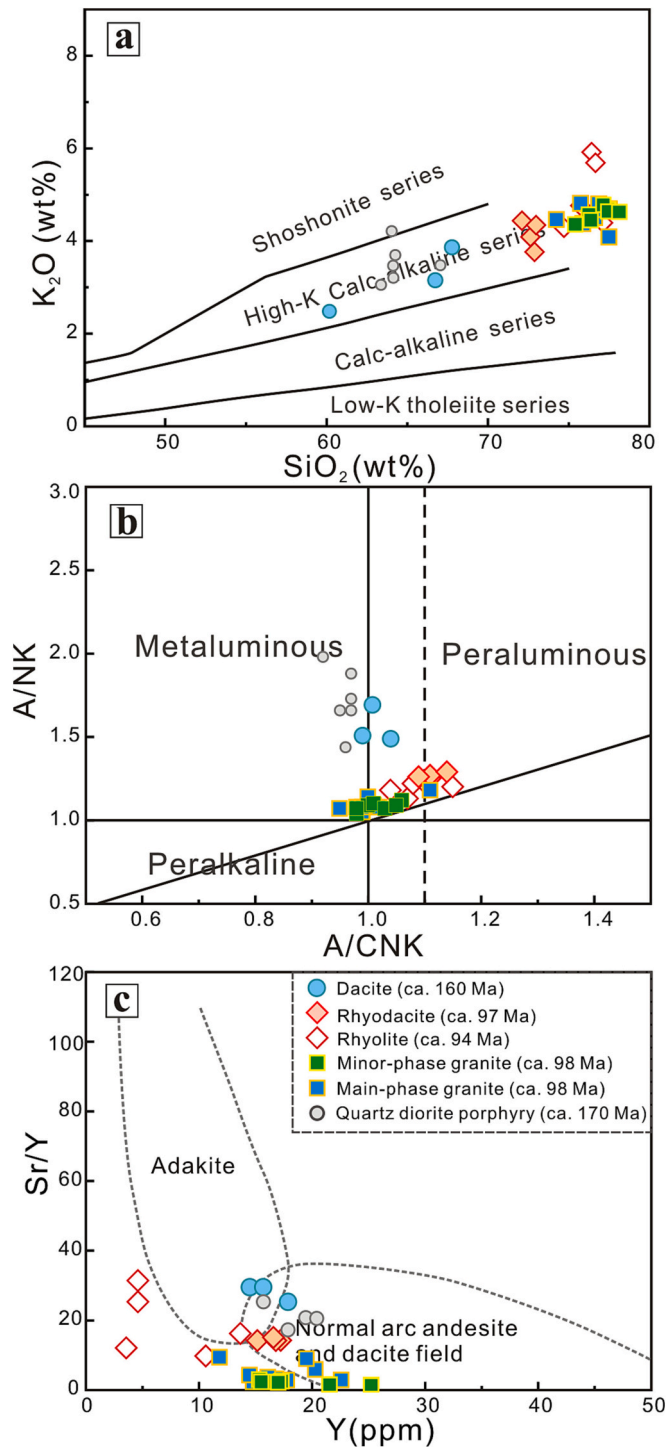 a
8
6
4
2
0
K2O (wt%)
Shoshonite series
High-K Calc-alkaline series
Calc-alkaline series
Low-K tholeiite series
50
60
70
80
SiO2 (wt%)
b
3.0
2.5
2.0
1.5
1.0
0.5
A/NK
Metaluminous
Peraluminous
Peralkaline
0.6
0.8
1.0
1.2
1.4
A/CNK
c
120
100
80
60
40
20
0
Sr/Y
Dacite (ca. 160 Ma)
Rhyodacite (ca. 97 Ma)
Rhyolite (ca. 94 Ma)
Minor-phase granite (ca. 98 Ma)
Main-phase granite (ca. 98 Ma)
Quartz diorite porphyry (ca. 170 Ma)
Adakite
Normal arc andesite
and dacite field
0
10
20
30
40
50
Y(ppm)